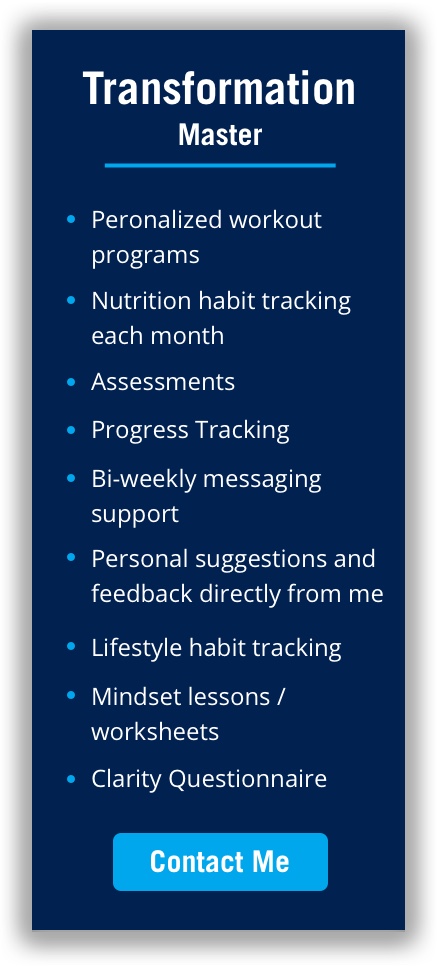 Transformation
Master
Peronalized workout
programs
Nutrition habit tracking
each month
Assessments
Progress Tracking
Bi-weekly messaging
support
Personal suggestions and
feedback directly from me
Lifestyle habit tracking
Mindset lessons /
worksheets
Clarity Questionnaire
Contact Me